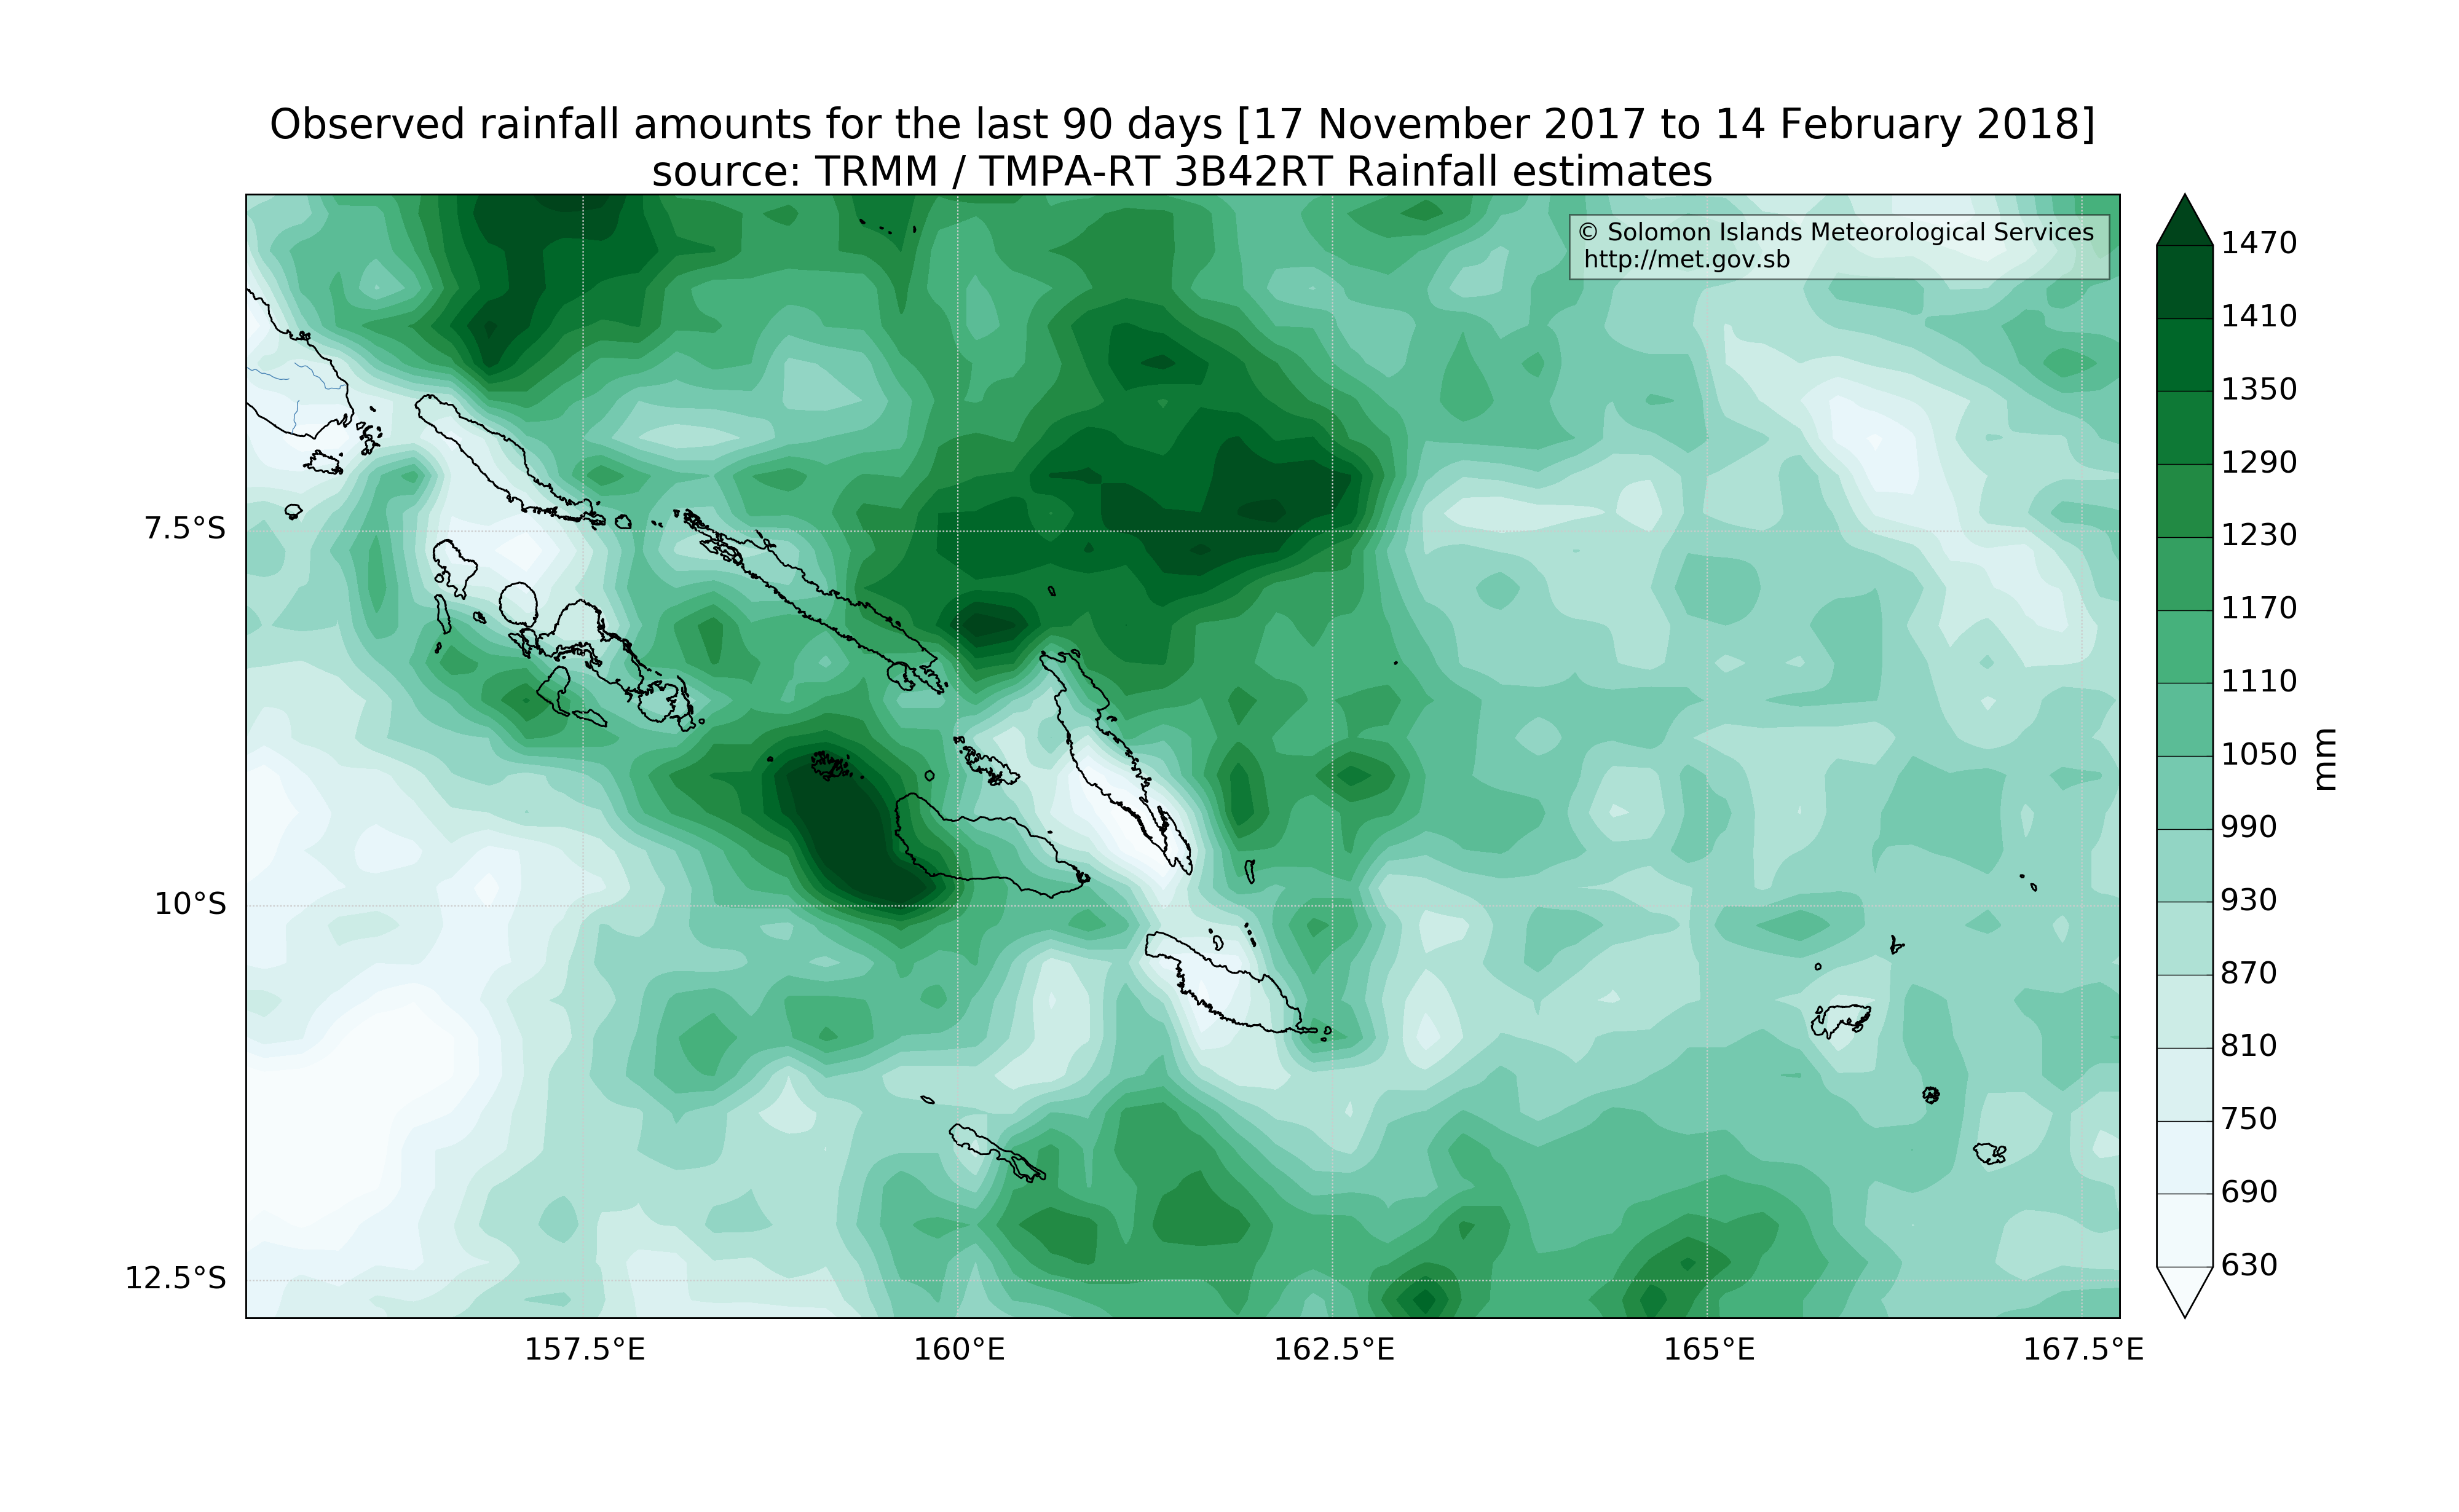 Observed rainfall amounts for the last 90 days [17 November 2017 to 14 February 2018]
source: TRMM / TMPA-RT 3B42RT Rainfall estimates
© Solomon Islands Meteorological Services
http://met.gov.sb
7.5°S
10°S
12.5°S
157.5°E
160°E
162.5°E
165°E
167.5°E
1470
1410
1350
1290
1230
1170
1110
1050
990
930
870
810
750
690
630
mm